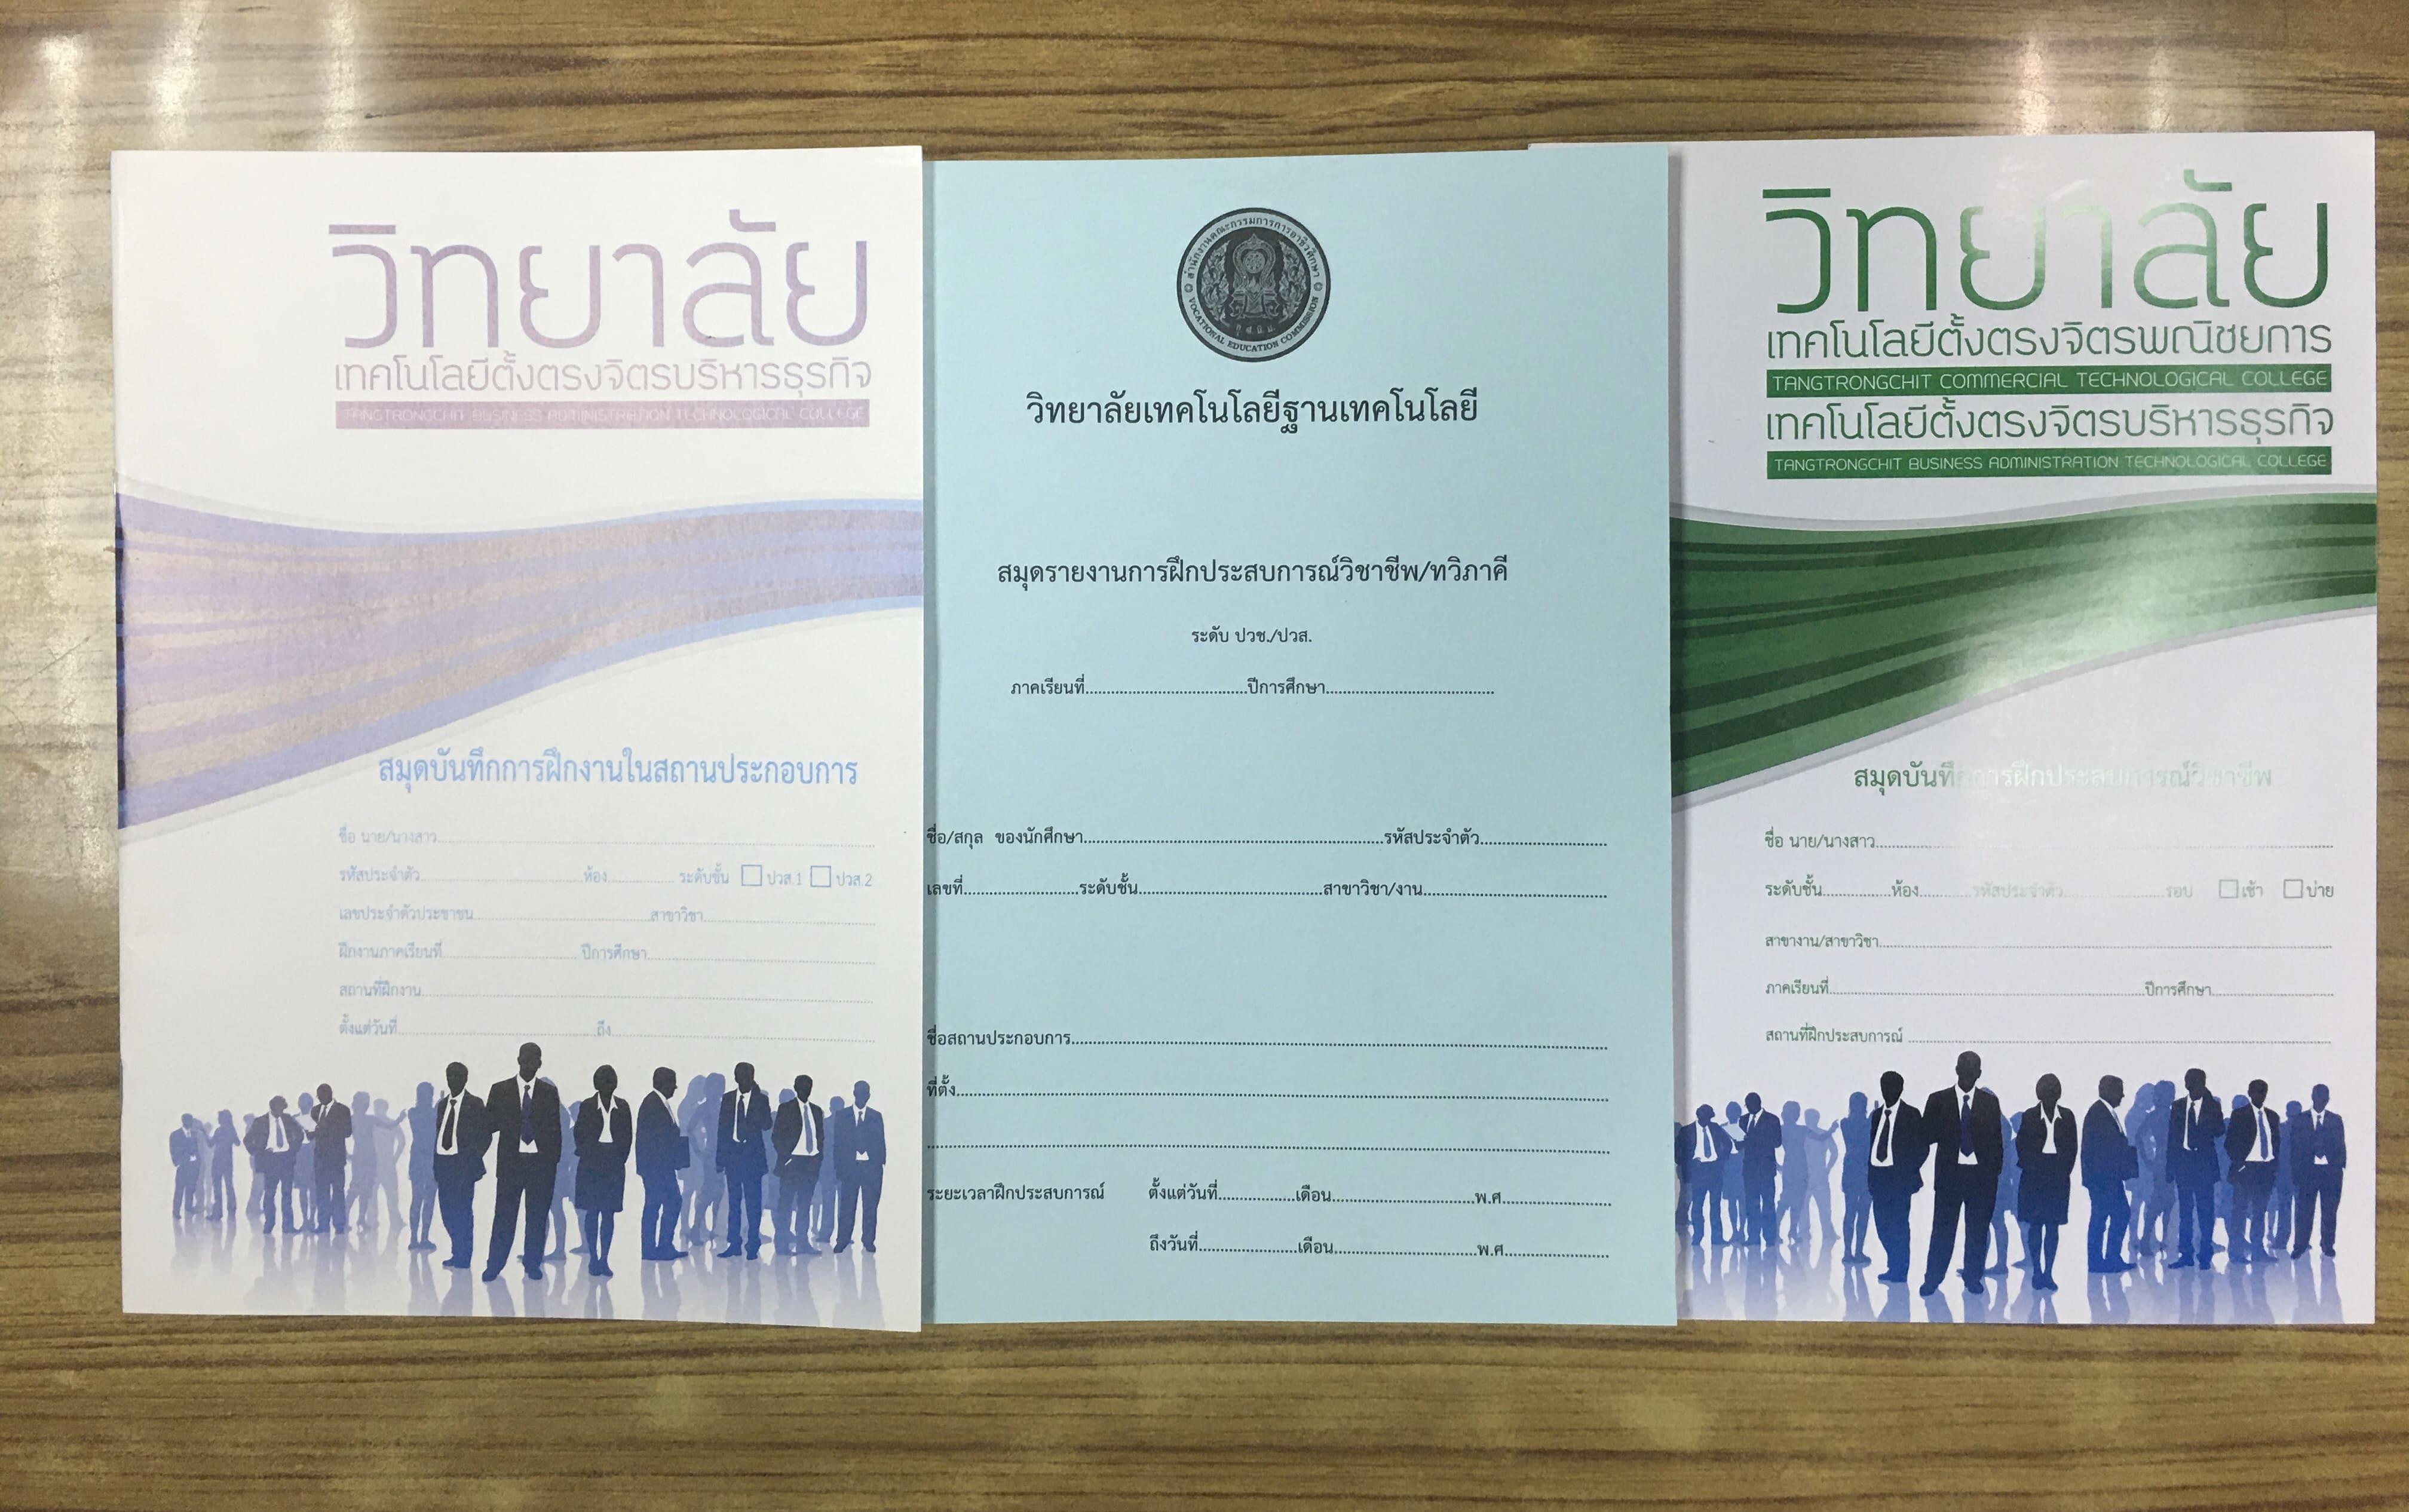 วิทยาลัย
เทคโนโลยีตั้งตรงจิตรบริหารธุรกิจ
TANGTRONGCHIT BUSINESS ADMINISTRATION TECHNOLOGICAL COLLEGE
สมุดบันทึกการฝึกงานในสถานประกอบการ
ชื่อ นาย/นางสาว
รหัสประจำตัว ห้อง ระดับชั้น ปวส.1 ปวส.2
เลขประจำตัวประชาชน สาขาวิชา
ฝึกงานภาคเรียนที่ ปีการศึกษา
สถานที่ฝึกงาน
ตั้งแต่วันที่ ถึง
สำนักงานคณะกรรมการการอาชีวศึกษา
VOCATIONAL EDUCATION COMMISSION
วิทยาลัยเทคโนโลยีฐานเทคโนโลยี
สมุดรายงานการฝึกประสบการณ์วิชาชีพ/ทวิภาคี
ระดับ ปวช./ปวส.
ภาคเรียนที่ ปีการศึกษา
ชื่อ/สกุล ของนักศึกษา รหัสประจำตัว
เลขที่ ระดับชั้น สาขาวิชา/งาน
ชื่อสถานประกอบการ
ที่ตั้ง
ระยะเวลาฝึกประสบการณ์ ตั้งแต่วันที่ เดือน พ.ศ.
ถึงวันที่ เดือน พ.ศ.
วิทยาลัย
เทคโนโลยีตั้งตรงจิตรพณิชยการ
TANGTRONGCHIT COMMERCIAL TECHNOLOGICAL COLLEGE
เทคโนโลยีตั้งตรงจิตรบริหารธุรกิจ
TANGTRONGCHIT BUSINESS ADMINISTRATION TECHNOLOGICAL COLLEGE
สมุดบันทึกการฝึกประสบการณ์วิชาชีพ
ชื่อ นาย/นางสาว
ระดับชั้น ห้อง รหัสประจำตัว รอบ เช้า บ่าย
สาขางาน/สาขาวิชา
ภาคเรียนที่ ปีการศึกษา
สถานที่ฝึกประสบการณ์